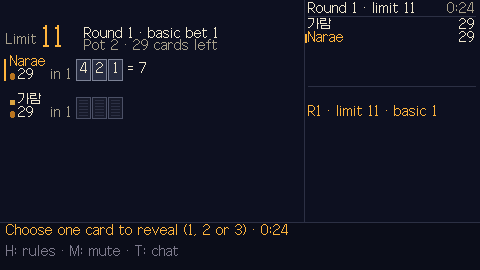 Limit 11
Round 1 · basic bet 1
Pot 2 · 29 cards left
Narae
29 in 1 4 2 1 = 7
가람
29 in 1
Round 1 · limit 11 0:24
가람 29
Narae 29
R1 · limit 11 · basic 1
Choose one card to reveal (1, 2 or 3) · 0:24
H: rules · M: mute · T: chat